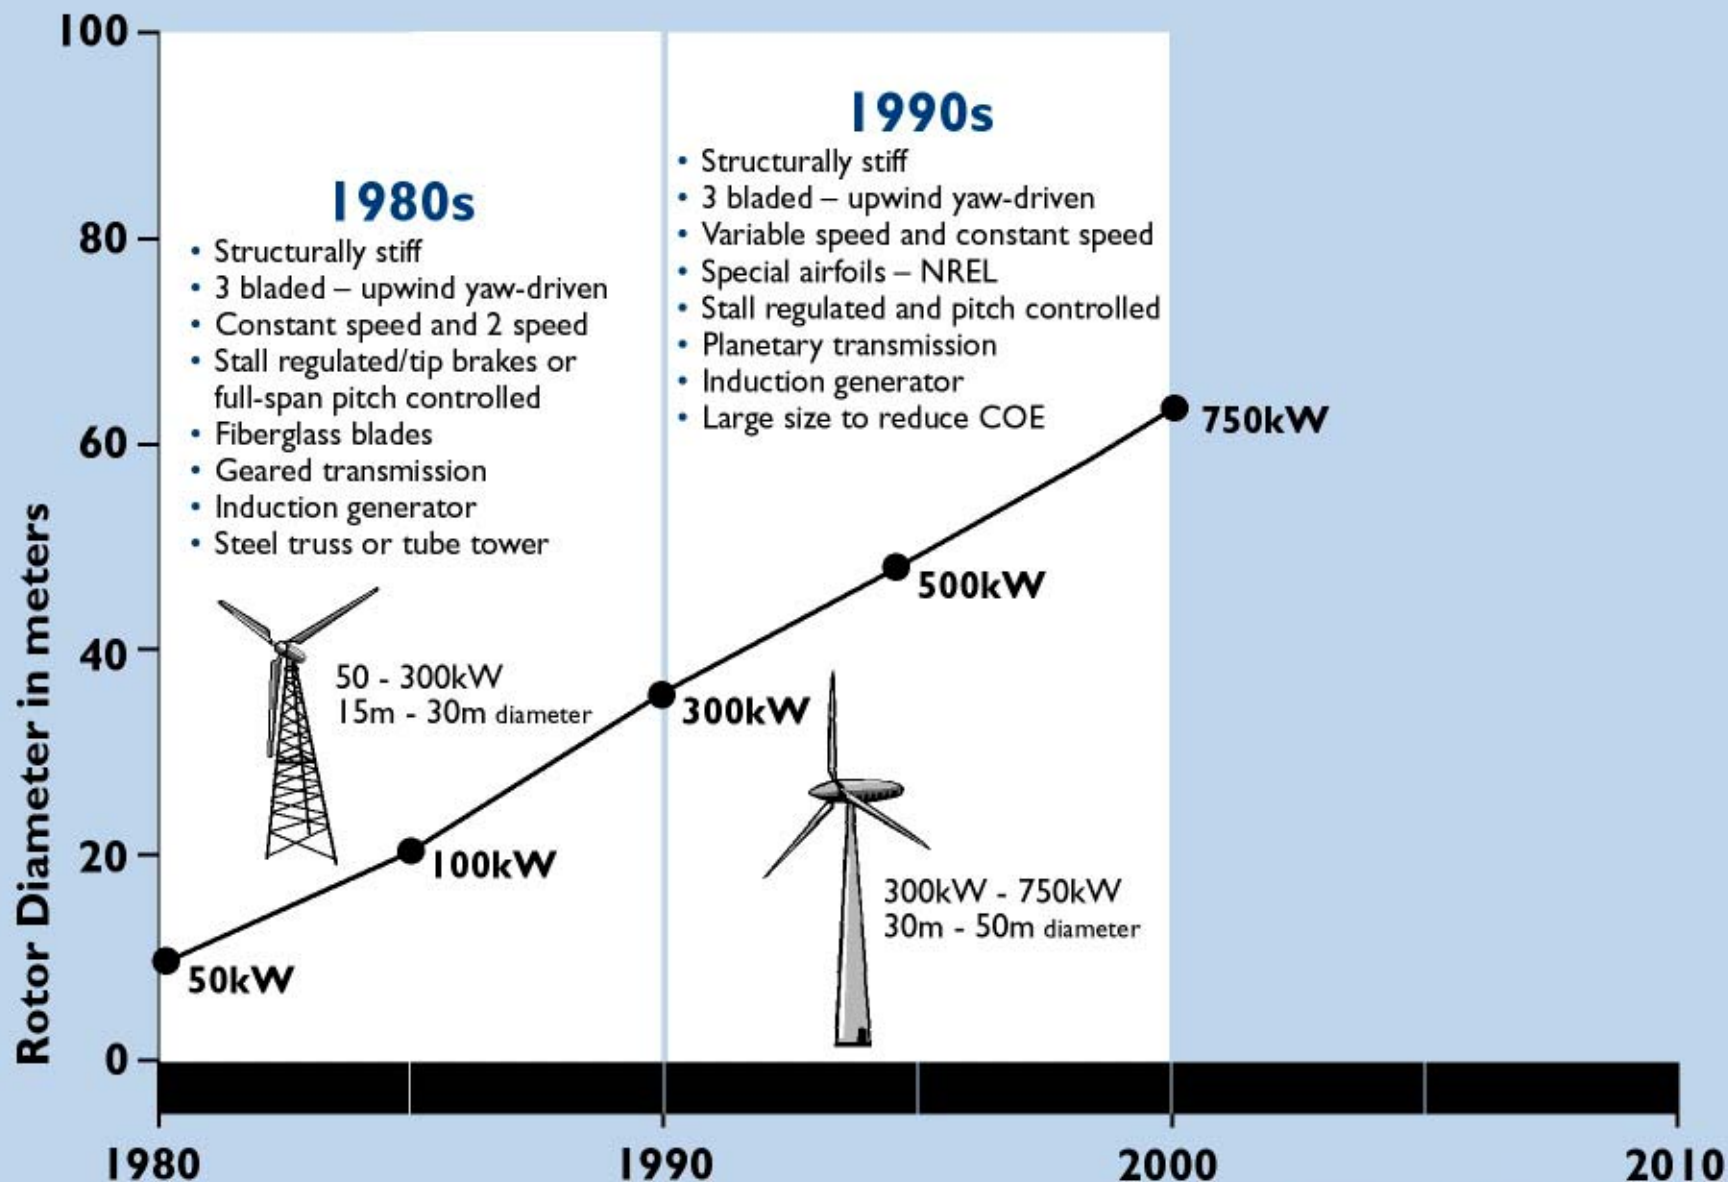 Rotor Diameter in meters
100
80
60
40
20
0
1980s
• Structurally stiff
• 3 bladed – upwind yaw-driven
• Constant speed and 2 speed
• Stall regulated/tip brakes or
full-span pitch controlled
• Fiberglass blades
• Geared transmission
• Induction generator
• Steel truss or tube tower
50 - 300kW
15m - 30m diameter
1990s
• Structurally stiff
• 3 bladed – upwind yaw-driven
• Variable speed and constant speed
• Special airfoils – NREL
• Stall regulated and pitch controlled
• Planetary transmission
• Induction generator
• Large size to reduce COE
300kW - 750kW
30m - 50m diameter
50kW
100kW
300kW
500kW
750kW
1980
1990
2000
2010